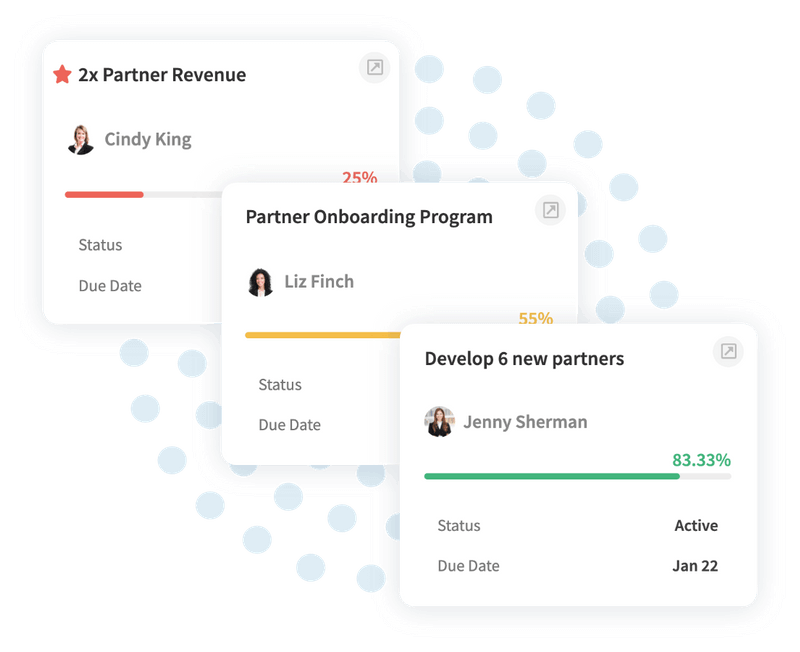 2x Partner Revenue
Cindy King
25%
Status
Due Date
Partner Onboarding Program
Liz Finch
55%
Status
Due Date
Develop 6 new partners
Jenny Sherman
83.33%
Status Active
Due Date Jan 22